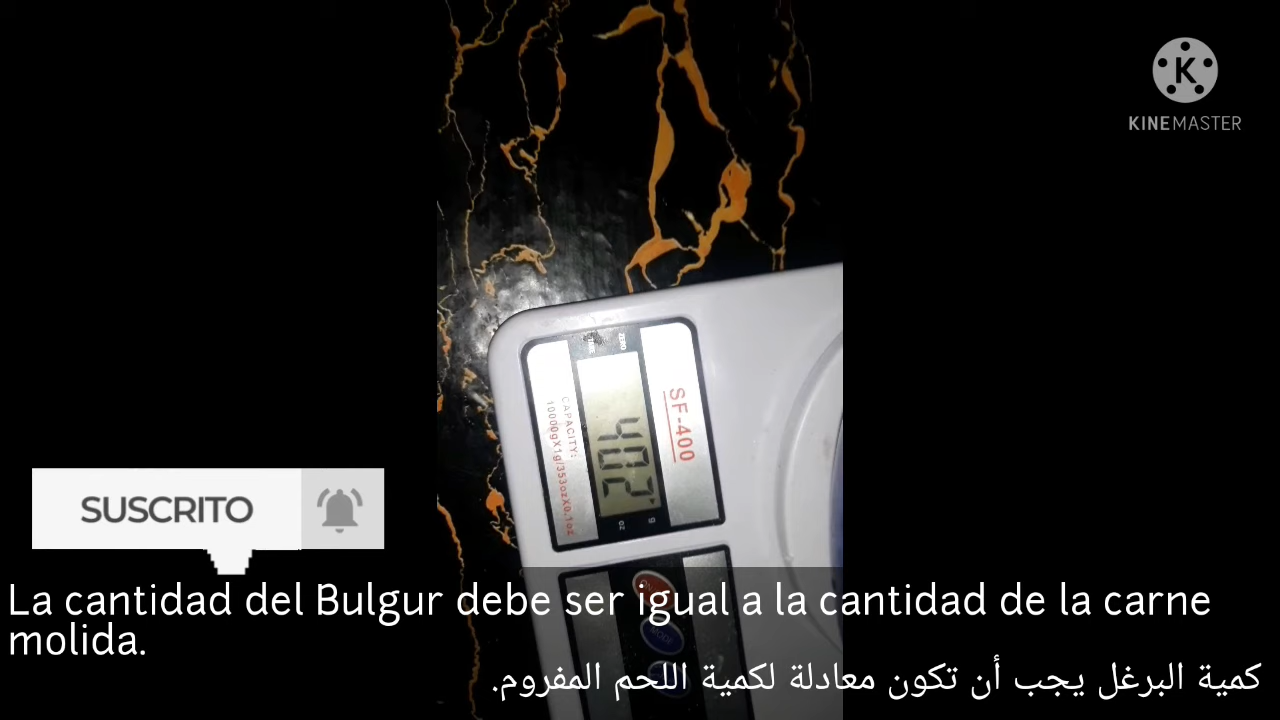 KINEMASTER
ZERO
SF-400
402
g
oz
CAPACITY:
10000gX1g/353ozX0.1oz
MODE
SUSCRITO
La cantidad del Bulgur debe ser igual a la cantidad de la carne
molida.
كمية البرغل يجب أن تكون معادلة لكمية اللحم المفروم.